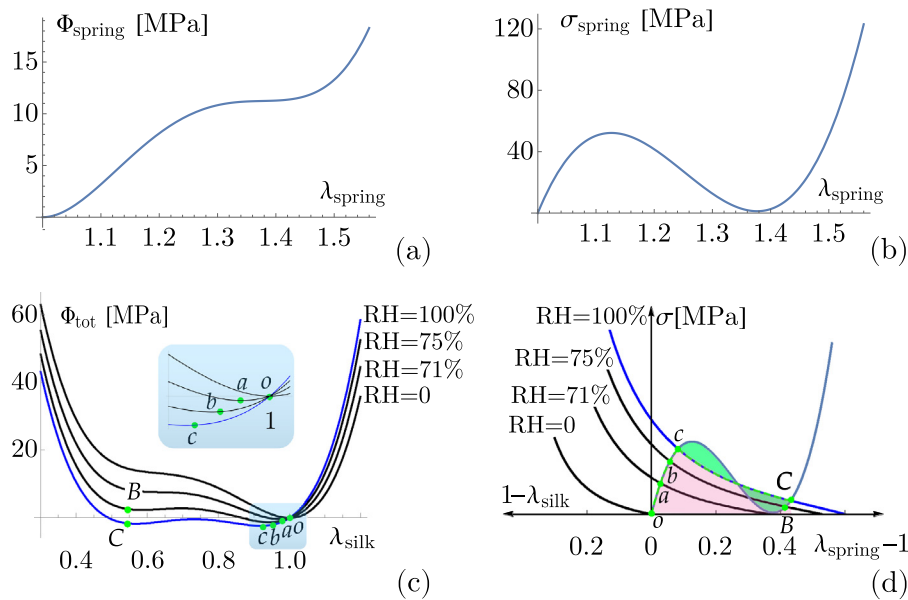 Φspring [MPa]
15
10
5
1.1 1.2 1.3 1.4 1.5
λspring
(a)
σspring [MPa]
120
80
40
1.1 1.2 1.3 1.4 1.5
λspring
(b)
Φtot [MPa]
60
40
20
RH=100%
RH=75%
RH=71%
RH=0
a o
b
c
1
B
C
c b a o
λsilk
0.4 0.6 0.8 1.0
(c)
σ[MPa]
RH=100%
RH=75%
RH=71%
RH=0
c
b
a
o
C
B
1−λsilk
0.2 0 0.2 0.4
λspring−1
(d)